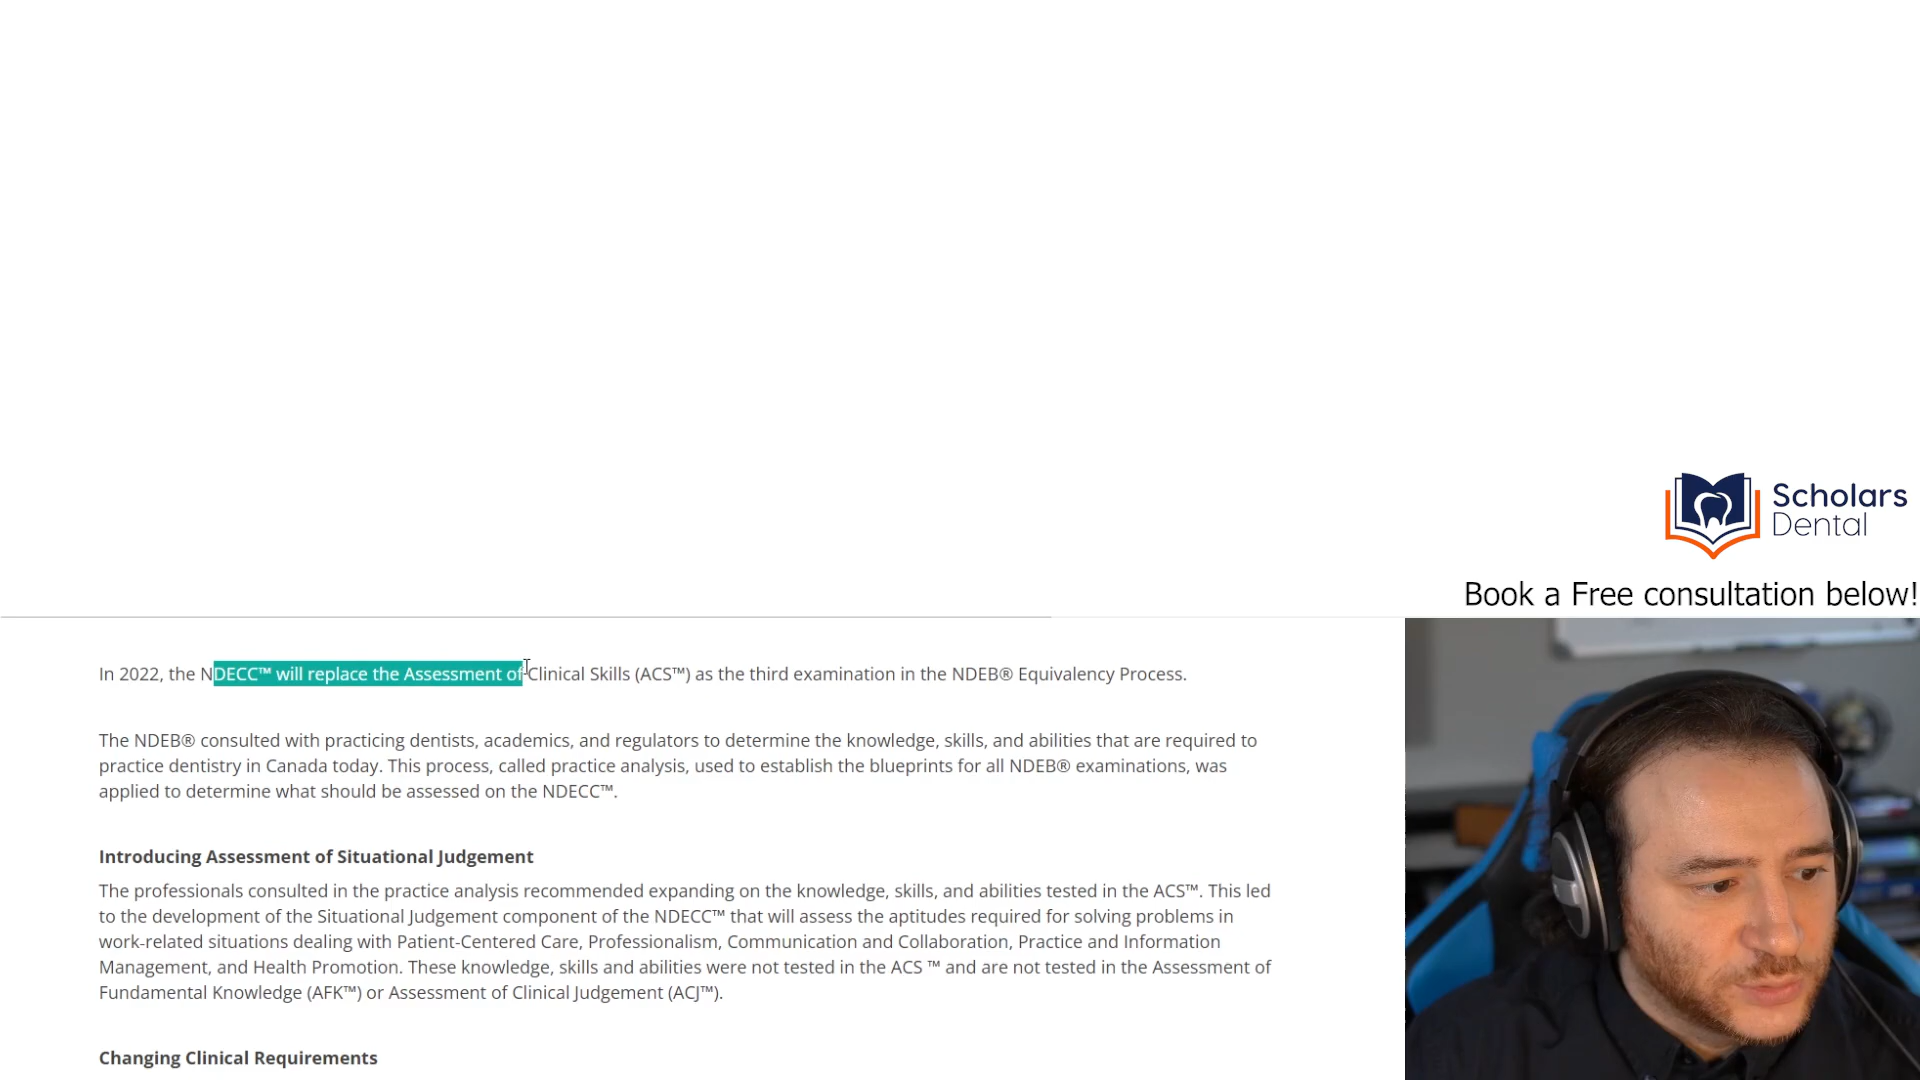 Scholars
Dental
Book a Free consultation below!
In 2022, the NDECC™ will replace the Assessment of Clinical Skills (ACS™) as the third examination in the NDEB® Equivalency Process.
The NDEB® consulted with practicing dentists, academics, and regulators to determine the knowledge, skills, and abilities that are required to
practice dentistry in Canada today. This process, called practice analysis, used to establish the blueprints for all NDEB® examinations, was
applied to determine what should be assessed on the NDECC™.
Introducing Assessment of Situational Judgement
The professionals consulted in the practice analysis recommended expanding on the knowledge, skills, and abilities tested in the ACS™. This led
to the development of the Situational Judgement component of the NDECC™ that will assess the aptitudes required for solving problems in
work-related situations dealing with Patient-Centered Care, Professionalism, Communication and Collaboration, Practice and Information
Management, and Health Promotion. These knowledge, skills and abilities were not tested in the ACS ™ and are not tested in the Assessment of
Fundamental Knowledge (AFK™) or Assessment of Clinical Judgement (ACJ™).
Changing Clinical Requirements